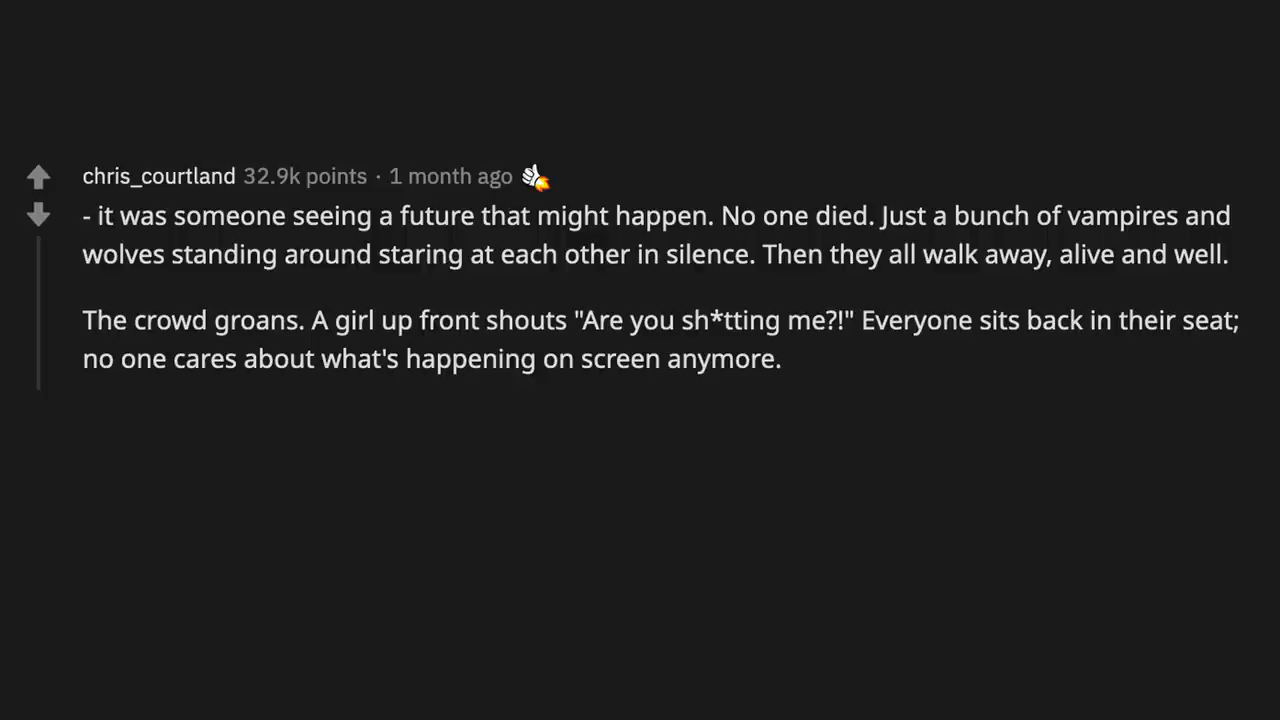 chris_courtland 32.9k points · 1 month ago
- it was someone seeing a future that might happen. No one died. Just a bunch of vampires and
wolves standing around staring at each other in silence. Then they all walk away, alive and well.
The crowd groans. A girl up front shouts "Are you sh*tting me?!" Everyone sits back in their seat;
no one cares about what's happening on screen anymore.